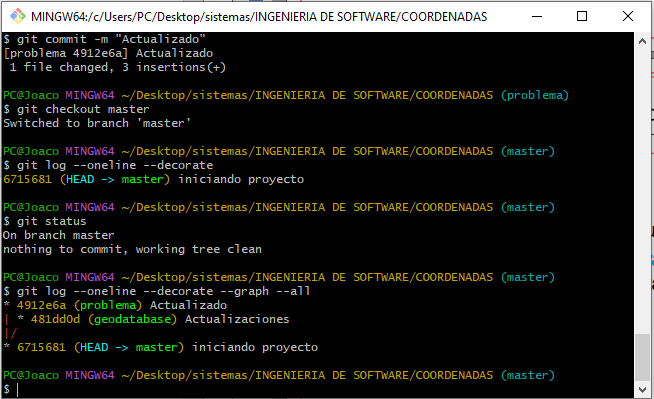 MINGW64:/c/Users/PC/Desktop/sistemas/INGENIERIA DE SOFTWARE/COORDENADAS
$ git commit -m "Actualizado"
[problema 4912e6a] Actualizado
 1 file changed, 3 insertions(+)
PC@Joaco MINGW64 ~/Desktop/sistemas/INGENIERIA DE SOFTWARE/COORDENADAS (problema)
$ git checkout master
Switched to branch 'master'
PC@Joaco MINGW64 ~/Desktop/sistemas/INGENIERIA DE SOFTWARE/COORDENADAS (master)
$ git log --oneline --decorate
6715681 (HEAD -> master) iniciando proyecto
PC@Joaco MINGW64 ~/Desktop/sistemas/INGENIERIA DE SOFTWARE/COORDENADAS (master)
$ git status
On branch master
nothing to commit, working tree clean
PC@Joaco MINGW64 ~/Desktop/sistemas/INGENIERIA DE SOFTWARE/COORDENADAS (master)
$ git log --oneline --decorate --graph --all
* 4912e6a (problema) Actualizado
| * 481dd0d (geodatabase) Actualizaciones
|/
* 6715681 (HEAD -> master) iniciando proyecto
PC@Joaco MINGW64 ~/Desktop/sistemas/INGENIERIA DE SOFTWARE/COORDENADAS (master)
$